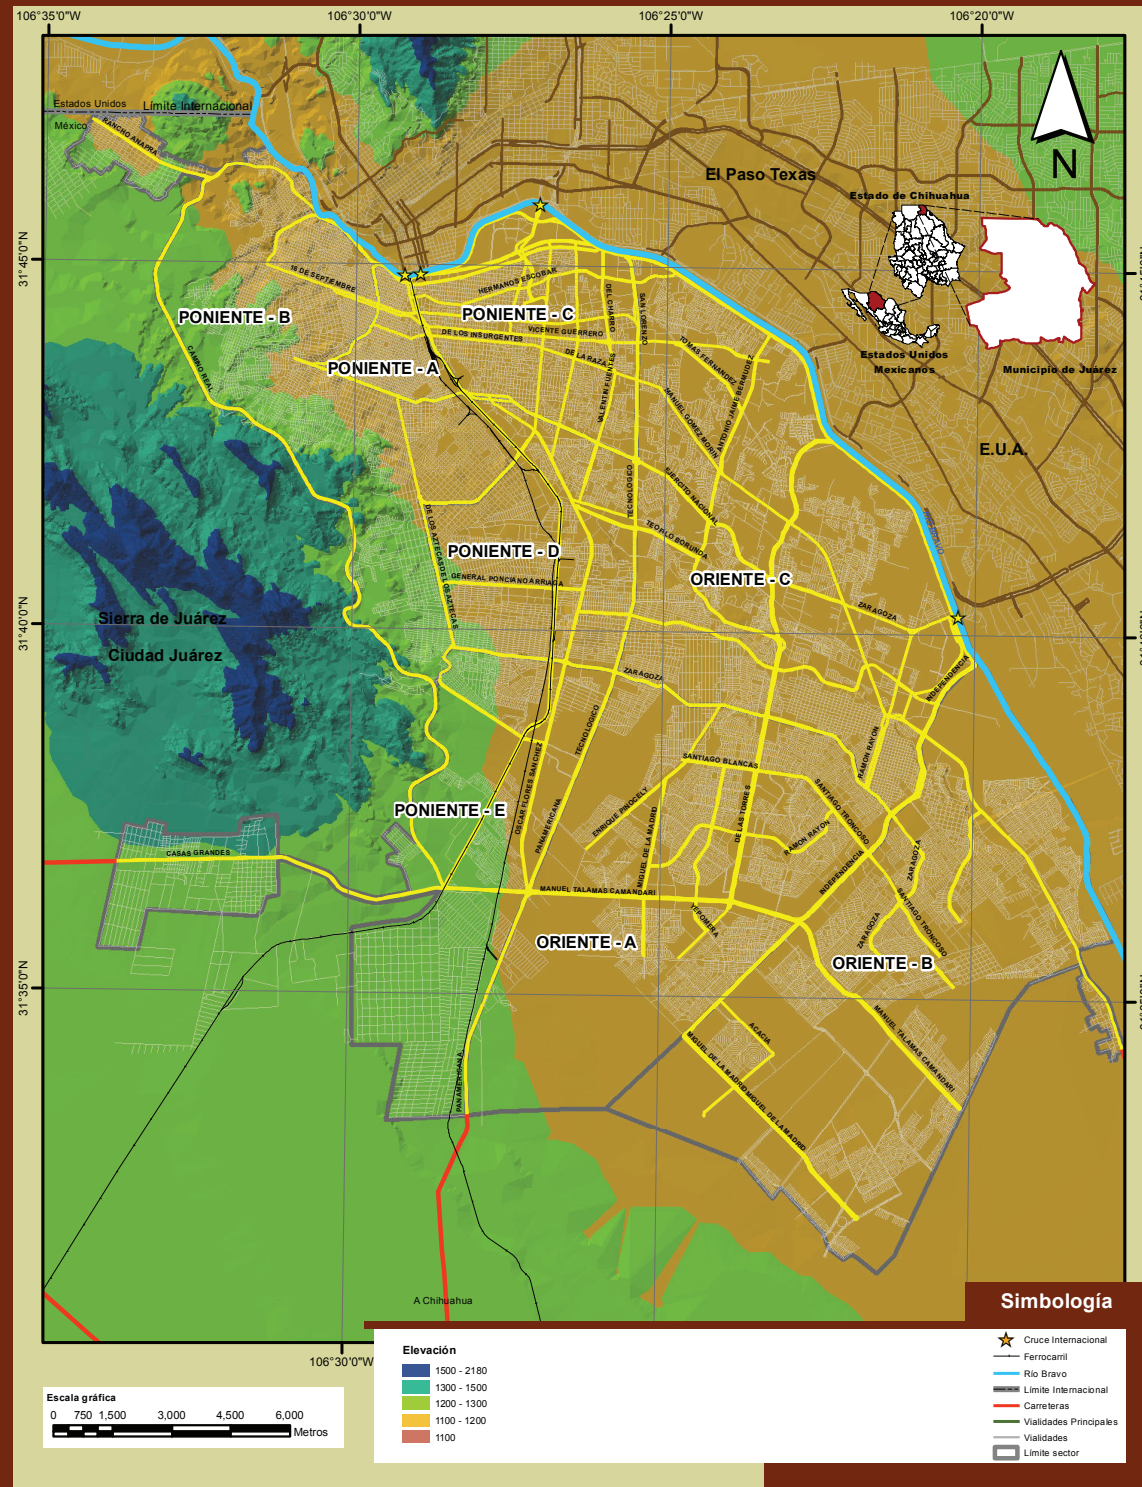 106°35'0"W
106°30'0"W
106°25'0"W
106°20'0"W
Estados Unidos
Límite Internacional
México
RANCHO ANAPRA
El Paso Texas
N
Estado de Chihuahua
31°45'0"N
16 DE SEPTIEMBRE
HERMANOS ESCOBAR
PONIENTE - B
PONIENTE - C
DEL CHARRO
SAN LORENZO
DE LOS INSURGENTES
VICENTE GUERRERO
DE LA RAZA
TOMAS FERNANDEZ
Estados Unidos
Mexicanos
Municipio de Juárez
CAMINO REAL
PONIENTE - A
VALENTIN FUENTES
MANUEL GOMEZ MORIN
ANTONIO JAIME BERMUDEZ
E.U.A.
TECNOLOGICO
EJERCITO NACIONAL
TEOFILO BORUNDA
RIO BRAVO
DE LOS AZTECAS
DE LOS AZTECAS
PONIENTE - D
GENERAL PONCIANO ARRIAGA
ORIENTE - C
ZARAGOZA
31°40'0"N
Sierra de Juárez
Ciudad Juárez
ZARAGOZA
INDEPENDENCIA
TECNOLOGICO
RAMON RAYON
OSCAR FLORES SANCHEZ
SANTIAGO BLANCAS
PONIENTE - E
PANAMERICANA
ENRIQUE PINOCELY
MIGUEL DE LA MADRID
DE LAS TORRES
RAMON RAYON
SANTIAGO TRONCOSO
CASAS GRANDES
INDEPENDENCIA
ZARAGOZA
MANUEL TALAMAS CAMANDARI
YEPOMERA
SANTIAGO TRONCOSO
ZARAGOZA
ORIENTE - A
ORIENTE - B
31°35'0"N
ACACIA
MANUEL TALAMAS CAMANDARI
MIGUEL DE LA MADRID
MIGUEL DE LA MADRID
PANAMERICANA
A Chihuahua
106°30'0"W
Simbología
Cruce Internacional
Ferrocarril
Río Bravo
Límite Internacional
Carreteras
Vialidades Principales
Vialidades
Límite sector
Elevación
1500 - 2180
1300 - 1500
1200 - 1300
1100 - 1200
1100
Escala gráfica
0 750 1,500 3,000 4,500 6,000
Metros